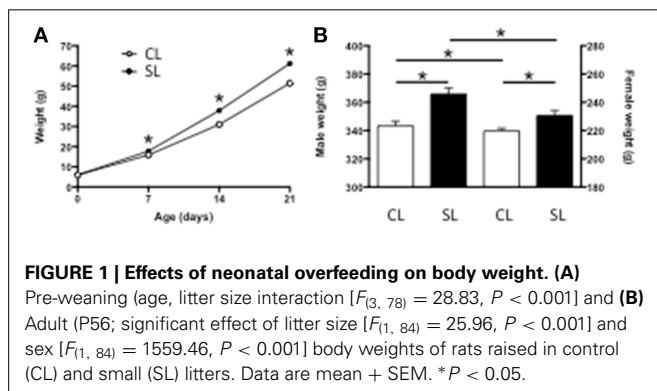 A
B
CL
SL
Weight (g)
70
60
50
40
30
20
10
0
0 7 14 21
Age (days)
* * *
* *
* * *
Male weight (g)
400
380
360
340
320
300
Female weight (g)
280
260
240
220
200
180
CL SL CL SL
FIGURE 1 | Effects of neonatal overfeeding on body weight. (A)
Pre-weaning (age, litter size interaction [F(3, 78) = 28.83, P < 0.001] and (B)
Adult (P56; significant effect of litter size [F(1, 84) = 25.96, P < 0.001] and
sex [F(1, 84) = 1559.46, P < 0.001] body weights of rats raised in control
(CL) and small (SL) litters. Data are mean + SEM. *P < 0.05.